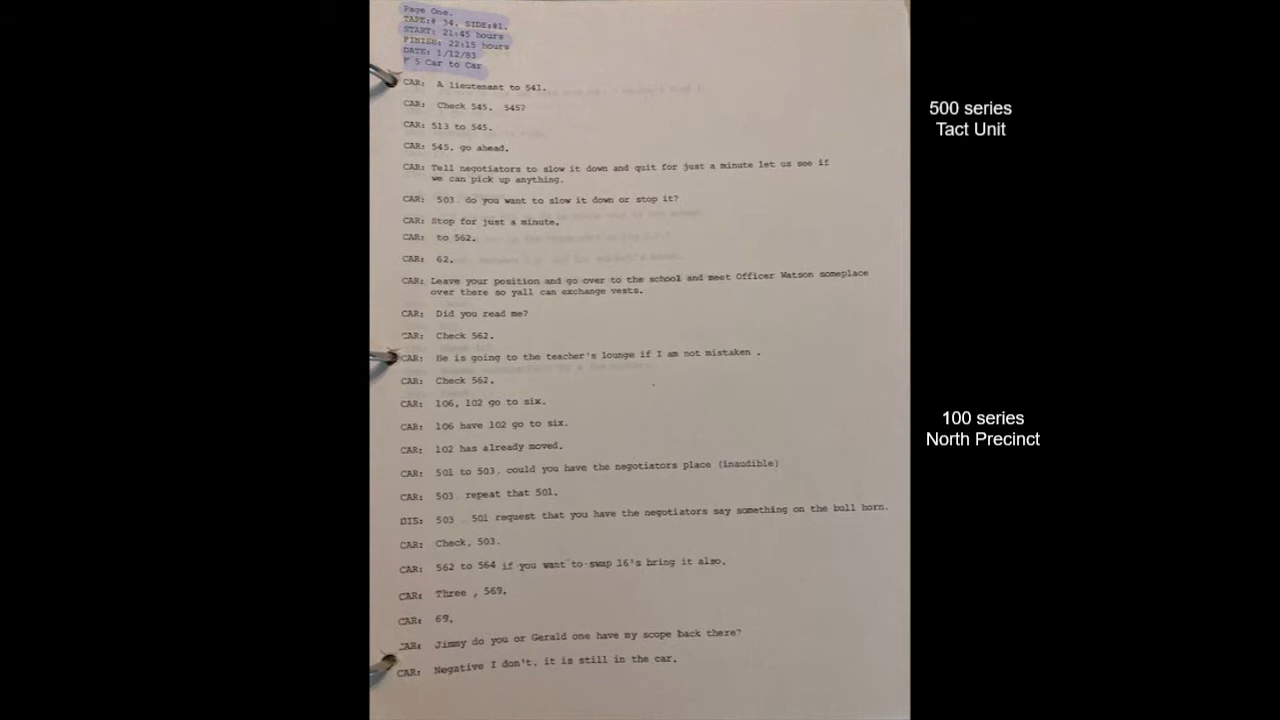 Page One.
TAPE:# 34. SIDE:#1.
START: 21:45 hours
FINISH: 22:15 hours
DATE: 1/12/83
F 5 Car to Car
CAR: A lieutenant to 541.
CAR: Check 545. 545?
CAR: 513 to 545.
CAR: 545. go ahead.
CAR: Tell negotiators to slow it down and quit for just a minute let us see if
we can pick up anything.
CAR: 503 do you want to slow it down or stop it?
CAR: Stop for just a minute.
CAR: to 562.
CAR: 62.
CAR: Leave your position and go over to the school and meet Officer Watson someplace
over there so yall can exchange vests.
CAR: Did you read me?
CAR: Check 562.
CAR: He is going to the teacher's lounge if I am not mistaken .
CAR: Check 562.
CAR: 106, 102 go to six.
CAR: 106 have 102 go to six.
CAR: 102 has already moved.
CAR: 501 to 503. could you have the negotiators place (inaudible)
CAR: 503 repeat that 501.
DIS: 503 501 request that you have the negotiators say something on the bull horn.
CAR: Check, 503.
CAR: 562 to 564 if you want to swap 16's bring it also.
CAR: Three , 569.
CAR: 69.
CAR: Jimmy do you or Gerald one have my scope back there?
CAR: Negative I don't. it is still in the car.
500 series
Tact Unit
100 series
North Precinct